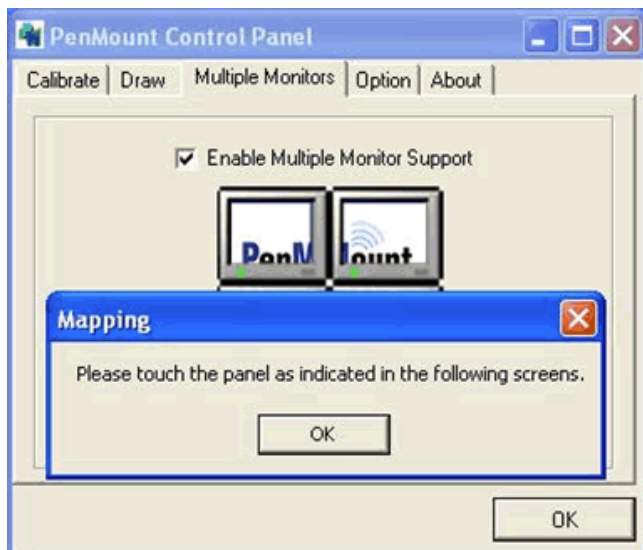 PenMount Control Panel
Calibrate Draw Multiple Monitors Option About
Enable Multiple Monitor Support
PenMount
Mapping
Please touch the panel as indicated in the following screens.
OK
OK